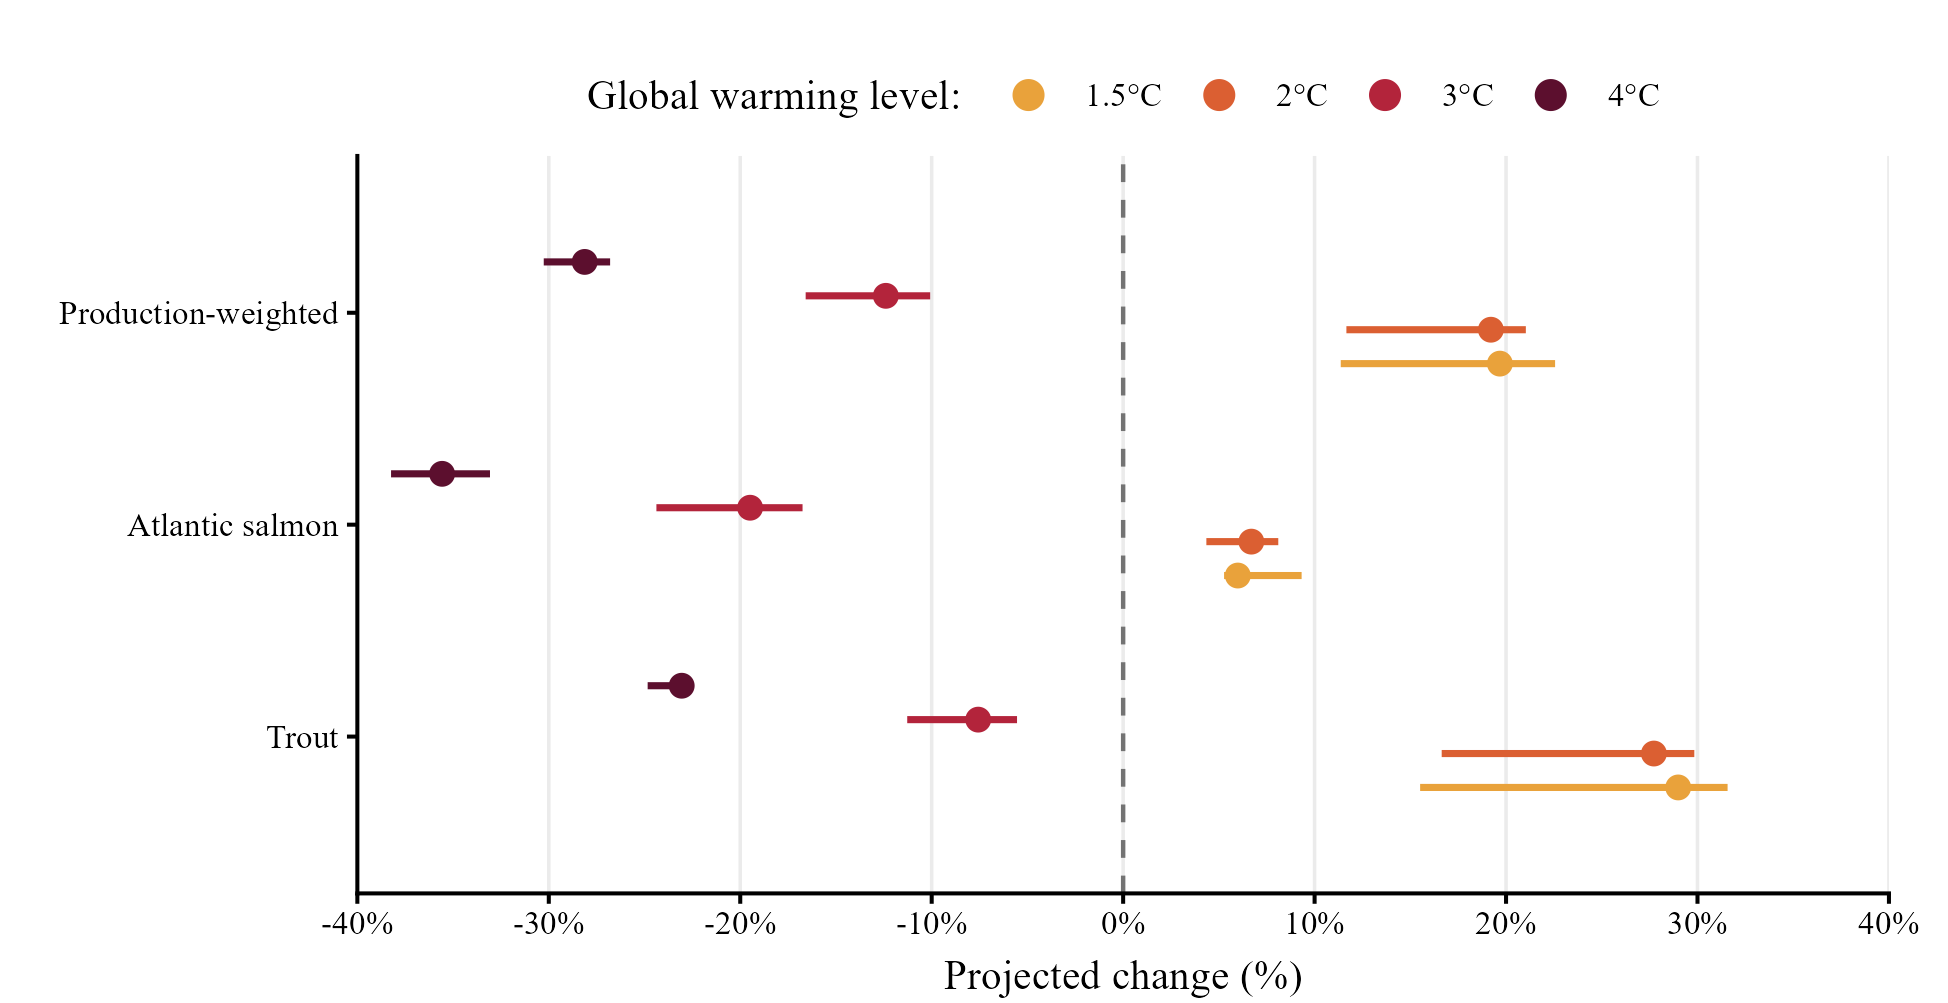 Global warming level: 1.5°C 2°C 3°C 4°C
Production-weighted
Atlantic salmon
Trout
-40% -30% -20% -10% 0% 10% 20% 30% 40%
Projected change (%)